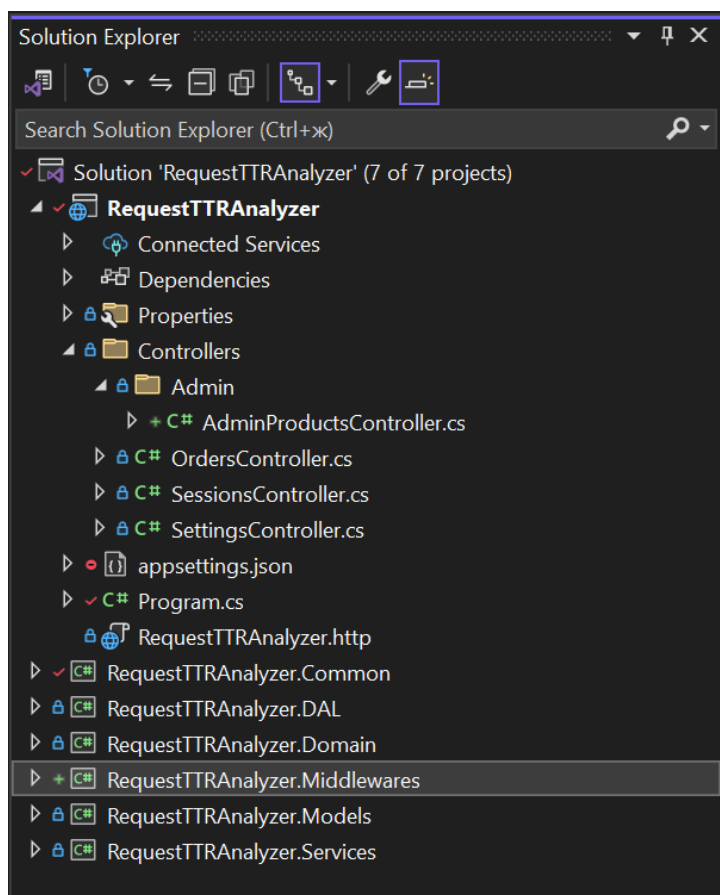 Solution Explorer
Search Solution Explorer (Ctrl+ж)
Solution 'RequestTTRAnalyzer' (7 of 7 projects)
RequestTTRAnalyzer
Connected Services
Dependencies
Properties
Controllers
Admin
C# AdminProductsController.cs
C# OrdersController.cs
C# SessionsController.cs
C# SettingsController.cs
appsettings.json
C# Program.cs
RequestTTRAnalyzer.http
C# RequestTTRAnalyzer.Common
C# RequestTTRAnalyzer.DAL
C# RequestTTRAnalyzer.Domain
C# RequestTTRAnalyzer.Middlewares
C# RequestTTRAnalyzer.Models
C# RequestTTRAnalyzer.Services